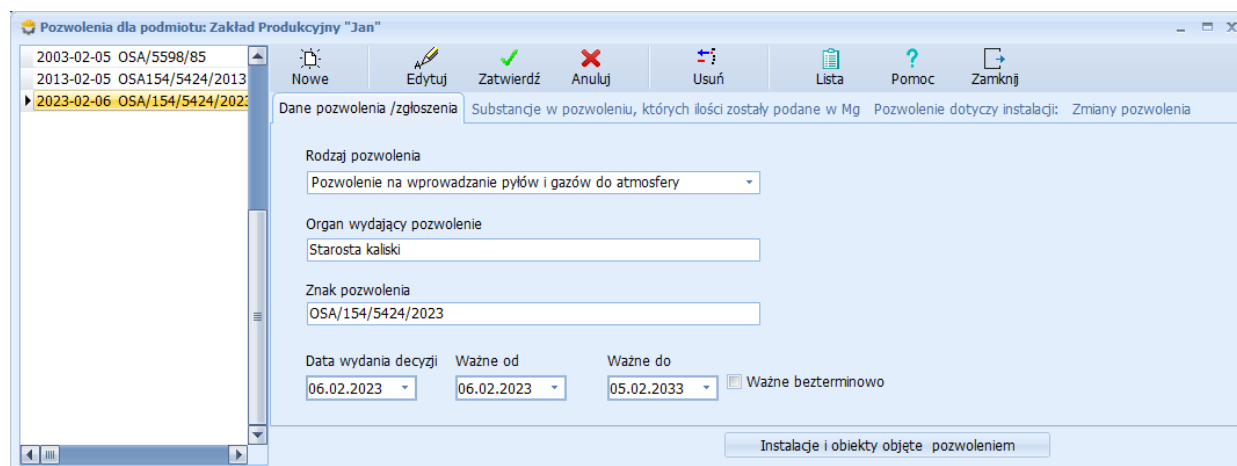 Pozwolenia dla podmiotu: Zakład Produkcyjny "Jan"
2003-02-05 OSA/5598/85
2013-02-05 OSA154/5424/2013
2023-02-06 OSA/154/5424/202
Nowe Edytuj Zatwierdź Anuluj Usuń Lista Pomoc Zamknij
Dane pozwolenia /zgłoszenia Substancje w pozwoleniu, których ilości zostały podane w Mg Pozwolenie dotyczy instalacji: Zmiany pozwolenia
Rodzaj pozwolenia
Pozwolenie na wprowadzanie pyłów i gazów do atmosfery
Organ wydający pozwolenie
Starosta kaliski
Znak pozwolenia
OSA/154/5424/2023
Data wydania decyzji Ważne od Ważne do
06.02.2023 06.02.2023 05.02.2033 Ważne bezterminowo
Instalacje i obiekty objęte pozwoleniem